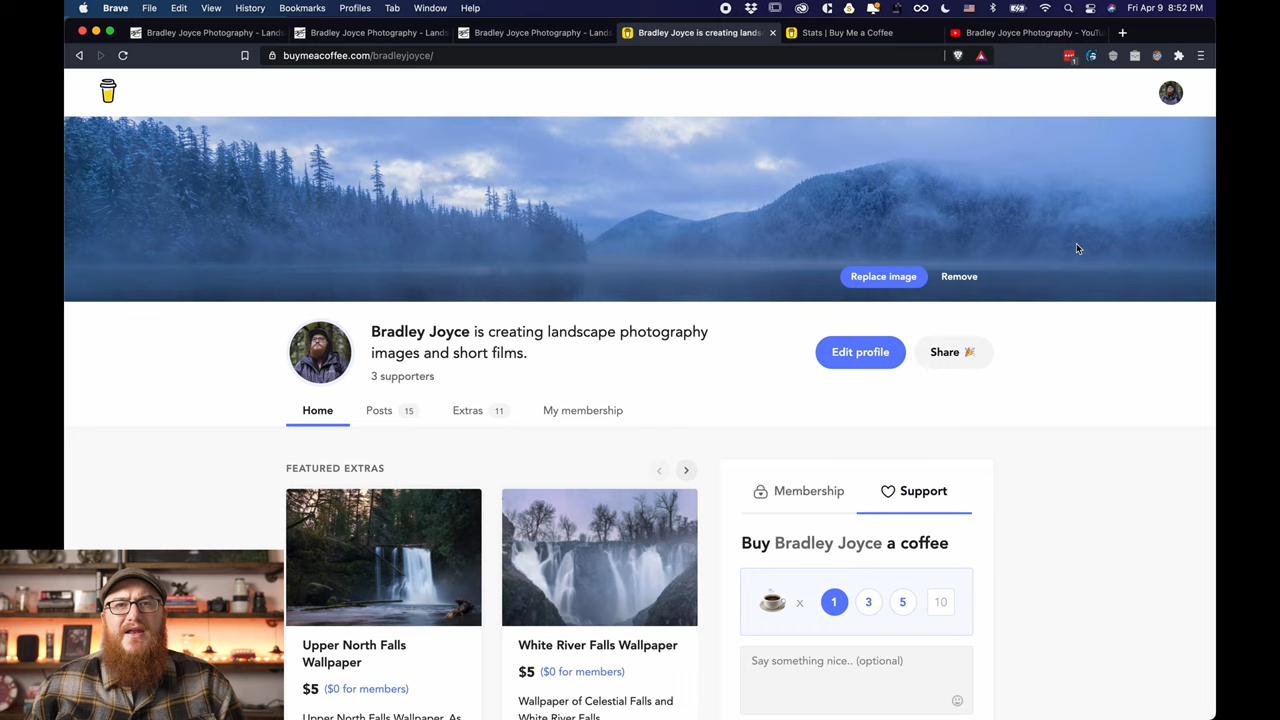 Brave File Edit View History Bookmarks Profiles Tab Window Help Fri Apr 9 8:52 PM
Bradley Joyce Photography - Lands Bradley Joyce Photography - Lands Bradley Joyce Photography - Lands Bradley Joyce is creating lands Stats | Buy Me a Coffee Bradley Joyce Photography - YouTu
buymeacoffee.com/bradleyjoyce/
Replace image Remove
Bradley Joyce is creating landscape photography
images and short films.
3 supporters
Edit profile Share
Home Posts 15 Extras 11 My membership
FEATURED EXTRAS
Membership Support
Buy Bradley Joyce a coffee
x 1 3 5 10
Upper North Falls
Wallpaper
$5 ($0 for members)
Upper North Falls Wallpaper. As
White River Falls Wallpaper
$5 ($0 for members)
Wallpaper of Celestial Falls and
White River Falls
Say something nice.. (optional)